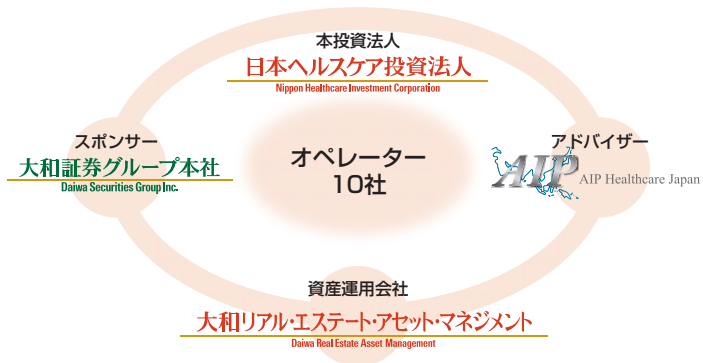 本投資法人
日本ヘルスケア投資法人
Nippon Healthcare Investment Corporation
スポンサー
大和証券グループ本社
Daiwa Securities Group Inc.
オペレーター
10社
アドバイザー
AIP
AIP Healthcare Japan
資産運用会社
大和リアル・エステート・アセット・マネジメント
Daiwa Real Estate Asset Management